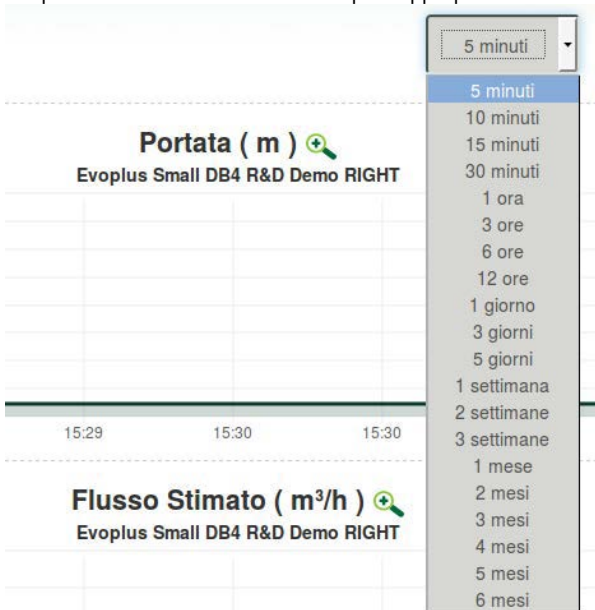 5 minuti
5 minuti
10 minuti
15 minuti
30 minuti
1 ora
3 ore
6 ore
12 ore
1 giorno
3 giorni
5 giorni
1 settimana
2 settimane
3 settimane
1 mese
2 mesi
3 mesi
4 mesi
5 mesi
6 mesi
Portata ( m )
Evoplus Small DB4 R&D Demo RIGHT
15:29 15:30 15:30
Flusso Stimato ( m³/h )
Evoplus Small DB4 R&D Demo RIGHT